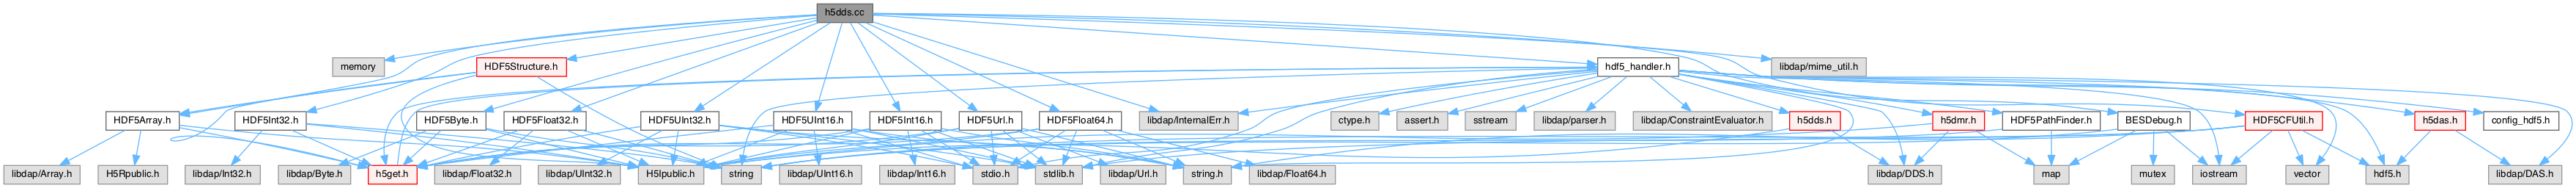 h5dds.cc
memory
HDF5Structure.h
hdf5_handler.h
libdap/mime_util.h
HDF5Array.h
HDF5Int32.h
HDF5Byte.h
HDF5Float32.h
HDF5UInt32.h
HDF5UInt16.h
HDF5Int16.h
HDF5Url.h
HDF5Float64.h
libdap/InternalErr.h
ctype.h
assert.h
sstream
libdap/parser.h
libdap/ConstraintEvaluator.h
h5dds.h
h5dmr.h
HDF5PathFinder.h
BESDebug.h
HDF5CFUtil.h
h5das.h
config_hdf5.h
libdap/Array.h
H5Rpublic.h
libdap/Int32.h
libdap/Byte.h
h5get.h
libdap/Float32.h
libdap/UInt32.h
H5Ipublic.h
string
libdap/UInt16.h
libdap/Int16.h
stdio.h
stdlib.h
libdap/Url.h
string.h
libdap/Float64.h
libdap/DDS.h
map
mutex
iostream
vector
hdf5.h
libdap/DAS.h